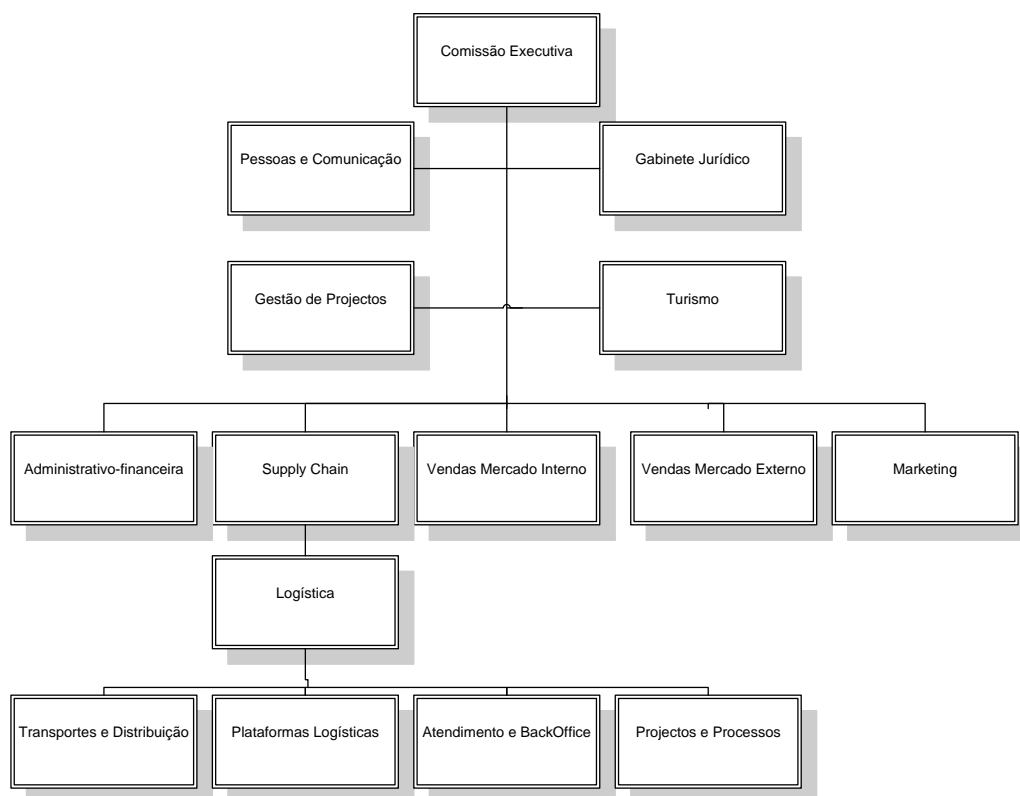 Comissão Executiva
Pessoas e Comunicação
Gabinete Jurídico
Gestão de Projectos
Turismo
Administrativo-financeira
Supply Chain
Vendas Mercado Interno
Vendas Mercado Externo
Marketing
Logística
Transportes e Distribuição
Plataformas Logísticas
Atendimento e BackOffice
Projectos e Processos